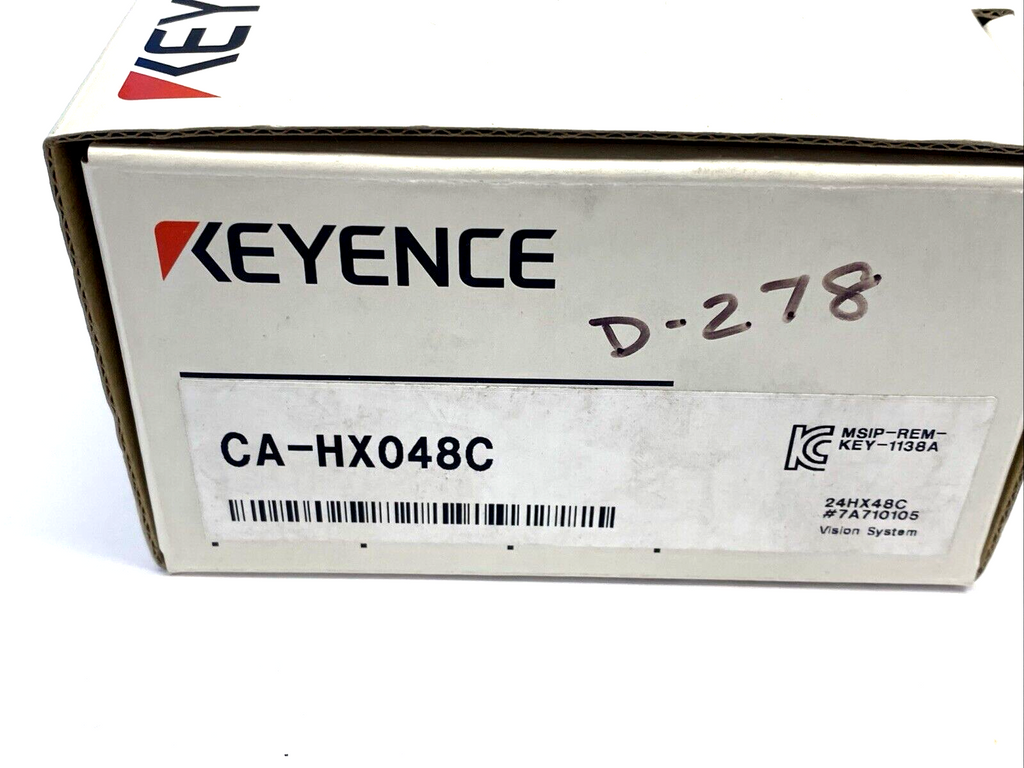 KEY
KEYENCE
D-278
CA-HX048C
MSIP-REM-
KEY-1138A
24HX48C
#7A710105
Vision System